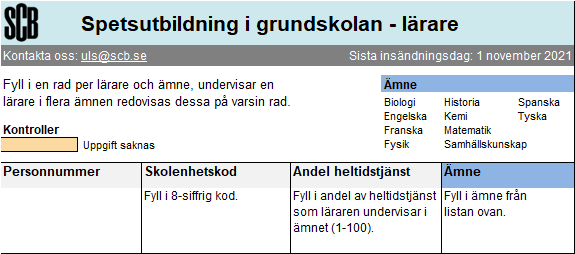 SCB
Spetsutbildning i grundskolan - lärare
Kontakta oss: uls@scb.se
Sista insändningsdag: 1 november 2021
Fyll i en rad per lärare och ämne, undervisar en
lärare i flera ämnen redovisas dessa på varsin rad.
Ämne
Biologi Historia Spanska
Engelska Kemi Tyska
Franska Matematik
Fysik Samhällskunskap
Kontroller
Uppgift saknas
Personnummer Skolenhetskod Andel heltidstjänst Ämne
Fyll i 8-siffrig kod.
Fyll i andel av heltidstjänst
som läraren undervisar i
ämnet (1-100).
Fyll i ämne från
listan ovan.